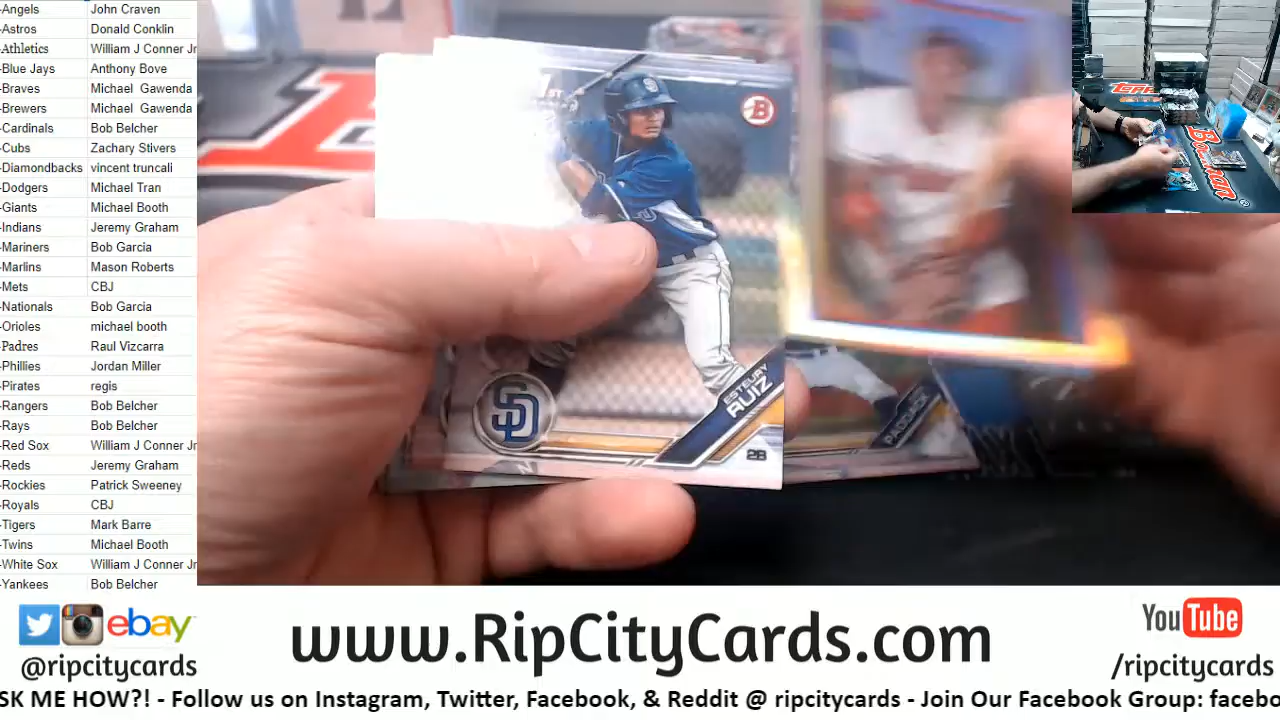 -Angels John Craven
-Astros Donald Conklin
-Athletics William J Conner Jr
-Blue Jays Anthony Bove
-Braves Michael Gawenda
-Brewers Michael Gawenda
-Cardinals Bob Belcher
-Cubs Zachary Stivers
-Diamondbacks vincent truncali
-Dodgers Michael Tran
-Giants Michael Booth
-Indians Jeremy Graham
-Mariners Bob Garcia
-Marlins Mason Roberts
-Mets CBJ
-Nationals Bob Garcia
-Orioles michael booth
-Padres Raul Vizcarra
-Phillies Jordan Miller
-Pirates regis
-Rangers Bob Belcher
-Rays Bob Belcher
-Red Sox William J Conner Jr
-Reds Jeremy Graham
-Rockies Patrick Sweeney
-Royals CBJ
-Tigers Mark Barre
-Twins Michael Booth
-White Sox William J Conner Jr
-Yankees Bob Belcher
1st
B
SD
SD
ESTEURY
RUIZ
2B
PADDACK
TOPPS
Bowman
ebay
@ripcitycards
www.RipCityCards.com
YouTube
/ripcitycards
SK ME HOW?! - Follow us on Instagram, Twitter, Facebook, & Reddit @ ripcitycards - Join Our Facebook Group: facebo